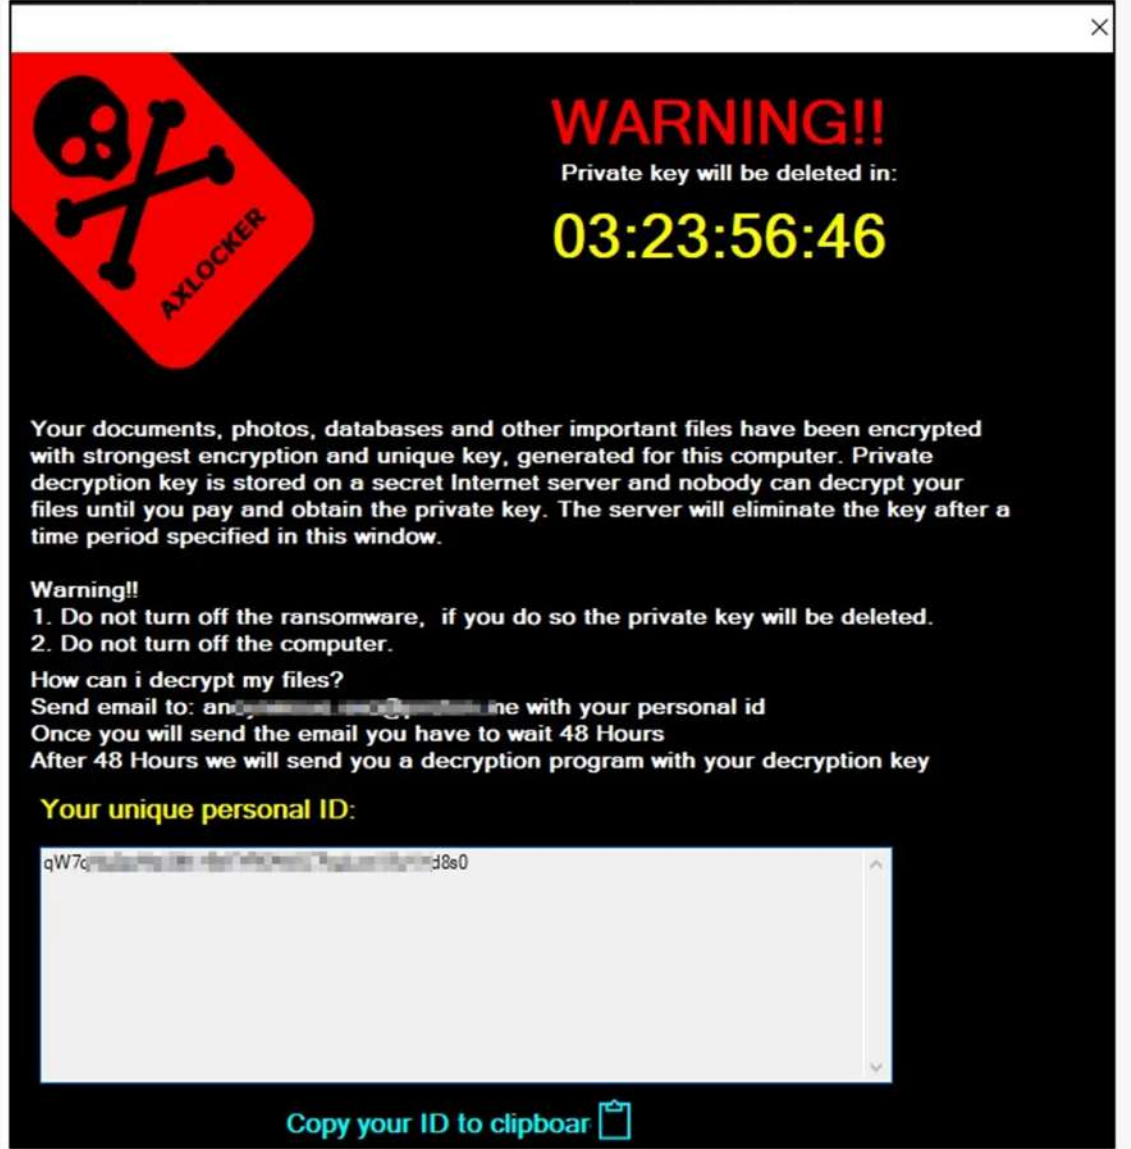 WARNING!!
Private key will be deleted in:
03:23:56:46
AXLOCKER
Your documents, photos, databases and other important files have been encrypted
with strongest encryption and unique key, generated for this computer. Private
decryption key is stored on a secret Internet server and nobody can decrypt your
files until you pay and obtain the private key. The server will eliminate the key after a
time period specified in this window.
Warning!!
1. Do not turn off the ransomware, if you do so the private key will be deleted.
2. Do not turn off the computer.
How can i decrypt my files?
Send email to: with your personal id
Once you will send the email you have to wait 48 Hours
After 48 Hours we will send you a decryption program with your decryption key
Your unique personal ID:
Copy your ID to clipboar